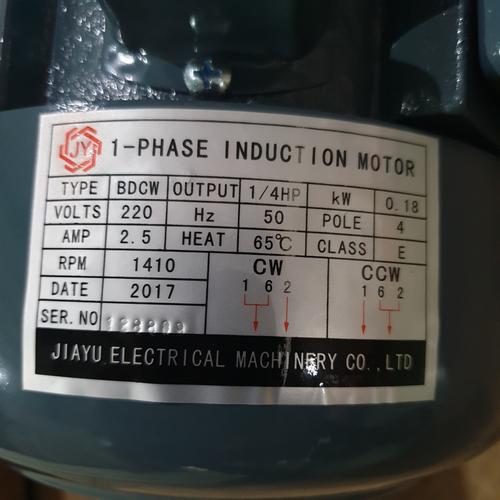 JY 1-PHASE INDUCTION MOTOR
TYPE BDCW OUTPUT 1/4HP kW 0.18
VOLTS 220 Hz 50 POLE 4
AMP 2.5 HEAT 65℃ CLASS E
RPM 1410 CW CCW
1 6 2 1 6 2
DATE 2017
SER. NO
JIAYU ELECTRICAL MACHINERY CO., LTD